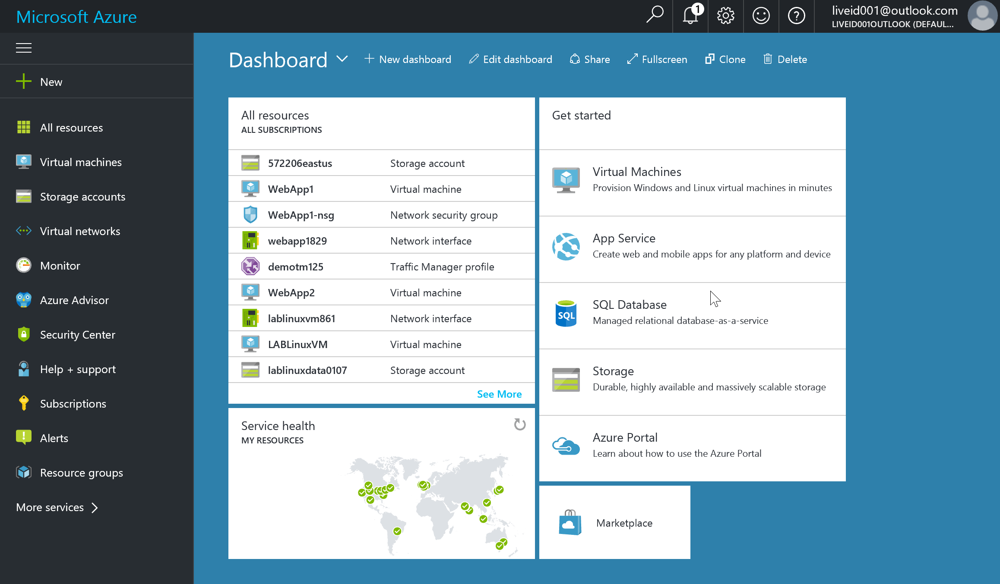 Microsoft Azure
1
liveid001@outlook.com
LIVEID001OUTLOOK (DEFAUL...
New
All resources
Virtual machines
Storage accounts
Virtual networks
Monitor
Azure Advisor
Security Center
Help + support
Subscriptions
Alerts
Resource groups
More services
Dashboard
New dashboard
Edit dashboard
Share
Fullscreen
Clone
Delete
All resources
ALL SUBSCRIPTIONS
572206eastus Storage account
WebApp1 Virtual machine
WebApp1-nsg Network security group
webapp1829 Network interface
demotm125 Traffic Manager profile
WebApp2 Virtual machine
lablinuxvm861 Network interface
LABLinuxVM Virtual machine
lablinuxdata0107 Storage account
See More
Service health
MY RESOURCES
Get started
Virtual Machines
Provision Windows and Linux virtual machines in minutes
App Service
Create web and mobile apps for any platform and device
SQL
SQL Database
Managed relational database-as-a-service
Storage
Durable, highly available and massively scalable storage
Azure Portal
Learn about how to use the Azure Portal
Marketplace